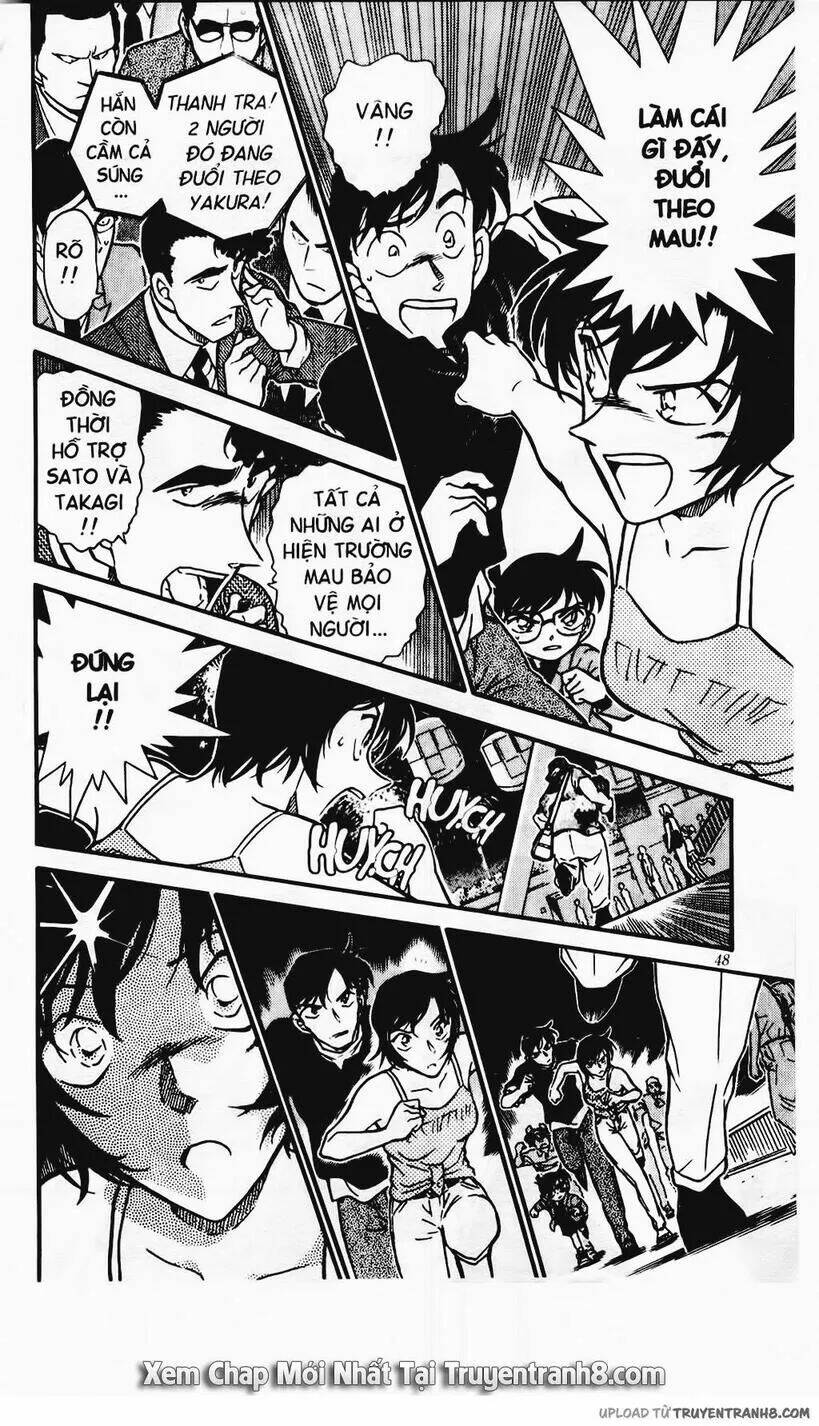 LÀM CÁI
GÌ ĐẤY,
ĐUỔI
THEO
MAU!!
VÂNG
!!
THANH TRA!
2 NGƯỜI
ĐÓ ĐANG
ĐUỔI THEO
YAKURA!
HẮN
CÒN
CẦM CẢ
SÚNG
...
RÕ
!!
TẤT CẢ
NHỮNG AI Ở
HIỆN TRƯỜNG
MAU BẢO
VỆ MỌI
NGƯỜI...
ĐỒNG
THỜI
HỖ TRỢ
SATO VÀ
TAKAGI
!!
ĐỨNG
LẠI
!!
HUỴCH
HUỴCH
48
Xem Chap Mới Nhất Tại Truyentranh8.com
UPLOAD TỪ TRUYENTRANH8.COM